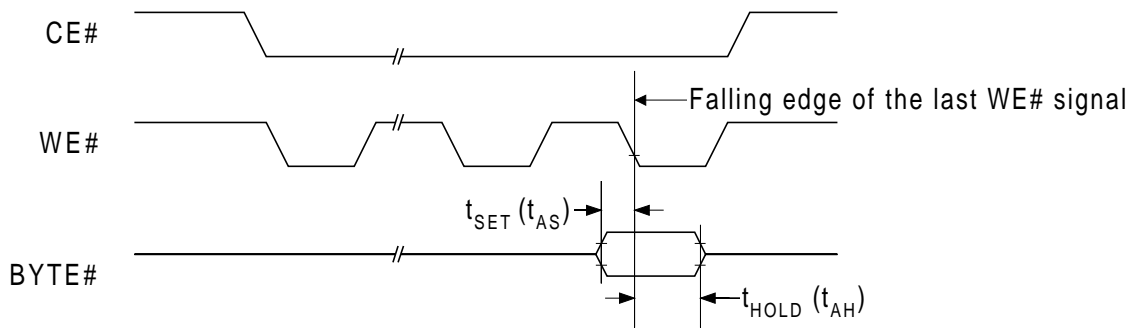 CE#
Falling edge of the last WE# signal
WE#
tSET (tAS)
BYTE#
tHOLD (tAH)